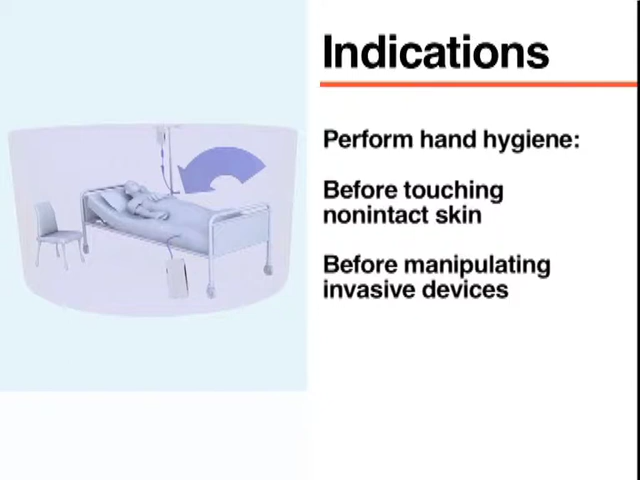 Indications
Perform hand hygiene:
Before touching
nonintact skin
Before manipulating
invasive devices